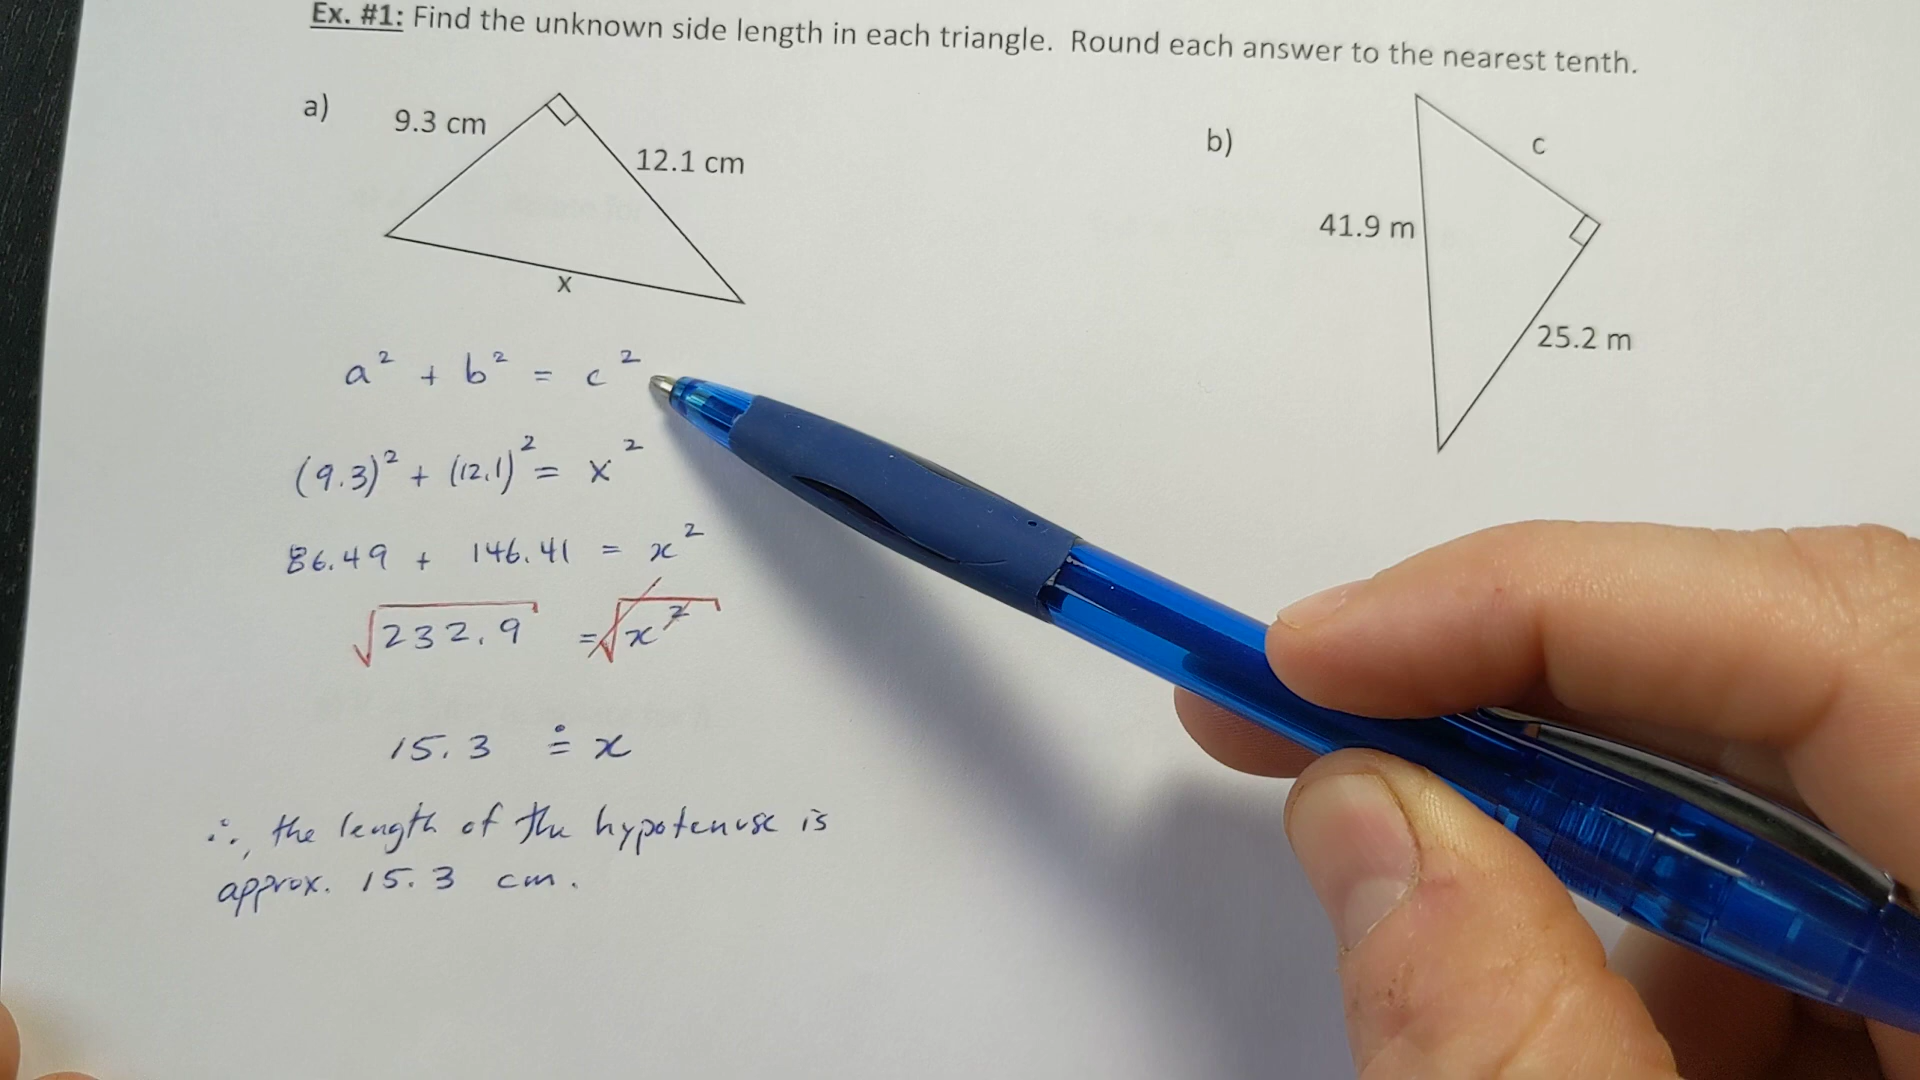 Ex. #1: Find the unknown side length in each triangle. Round each answer to the nearest tenth.
a)
9.3 cm
12.1 cm
x
b)
c
41.9 m
25.2 m
a² + b² = c²
(9.3)² + (12.1)² = x²
86.49 + 146.41 = x²
√232.9 = √x²
15.3 ≐ x
∴, the length of the hypotenuse is
approx. 15.3 cm.